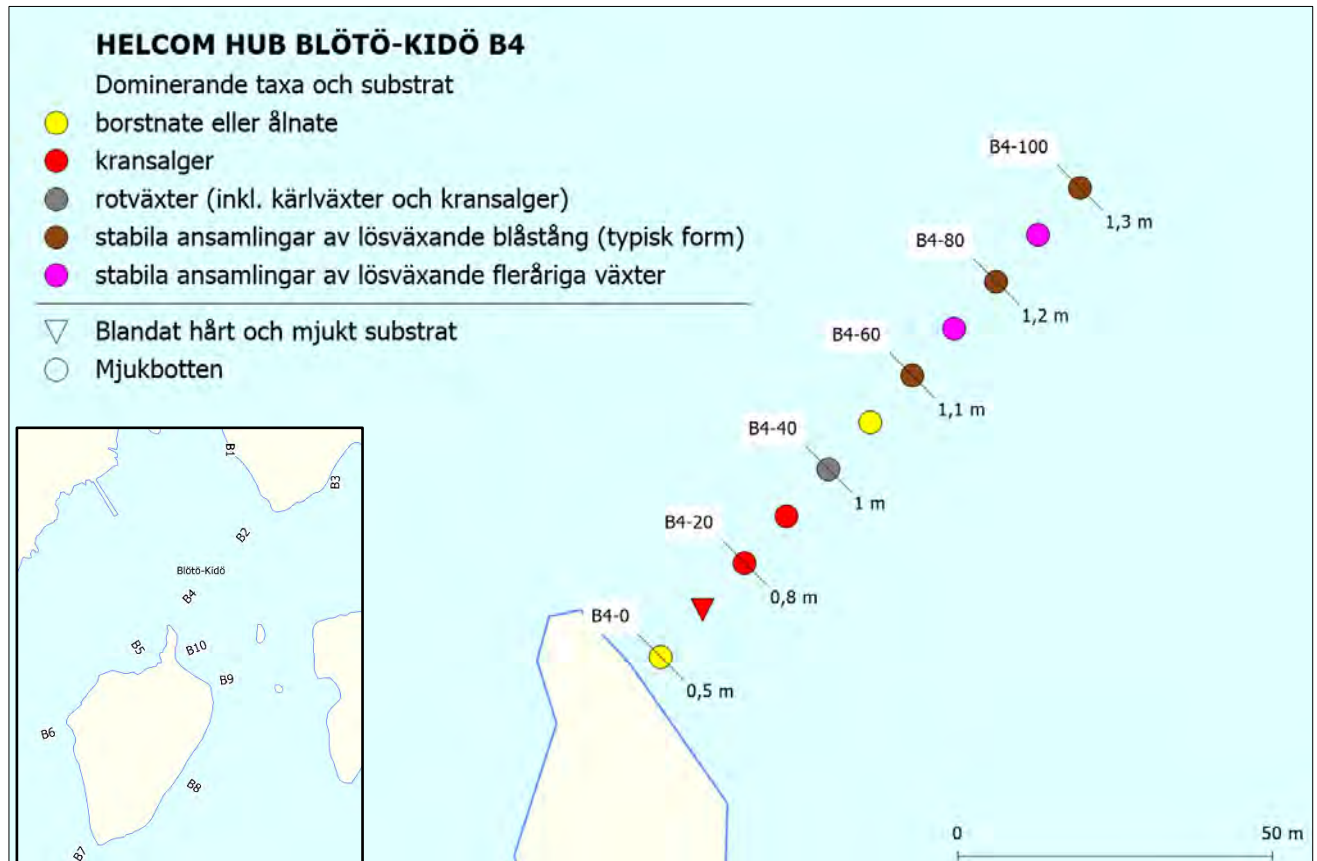 HELCOM HUB BLÖTÖ-KIDÖ B4
Dominerande taxa och substrat
borstnate eller ålnate
kransalger
rotväxter (inkl. kärlväxter och kransalger)
stabila ansamlingar av lösväxande blåstång (typisk form)
stabila ansamlingar av lösväxande fleråriga växter
Blandat hårt och mjukt substrat
Mjukbotten
B4-100
1,3 m
B4-80
1,2 m
B4-60
1,1 m
B4-40
1 m
B4-20
0,8 m
B4-0
0,5 m
B1
B3
B2
Blötö-Kidö
B4
B5
B10
B9
B6
B8
B7
0
50 m